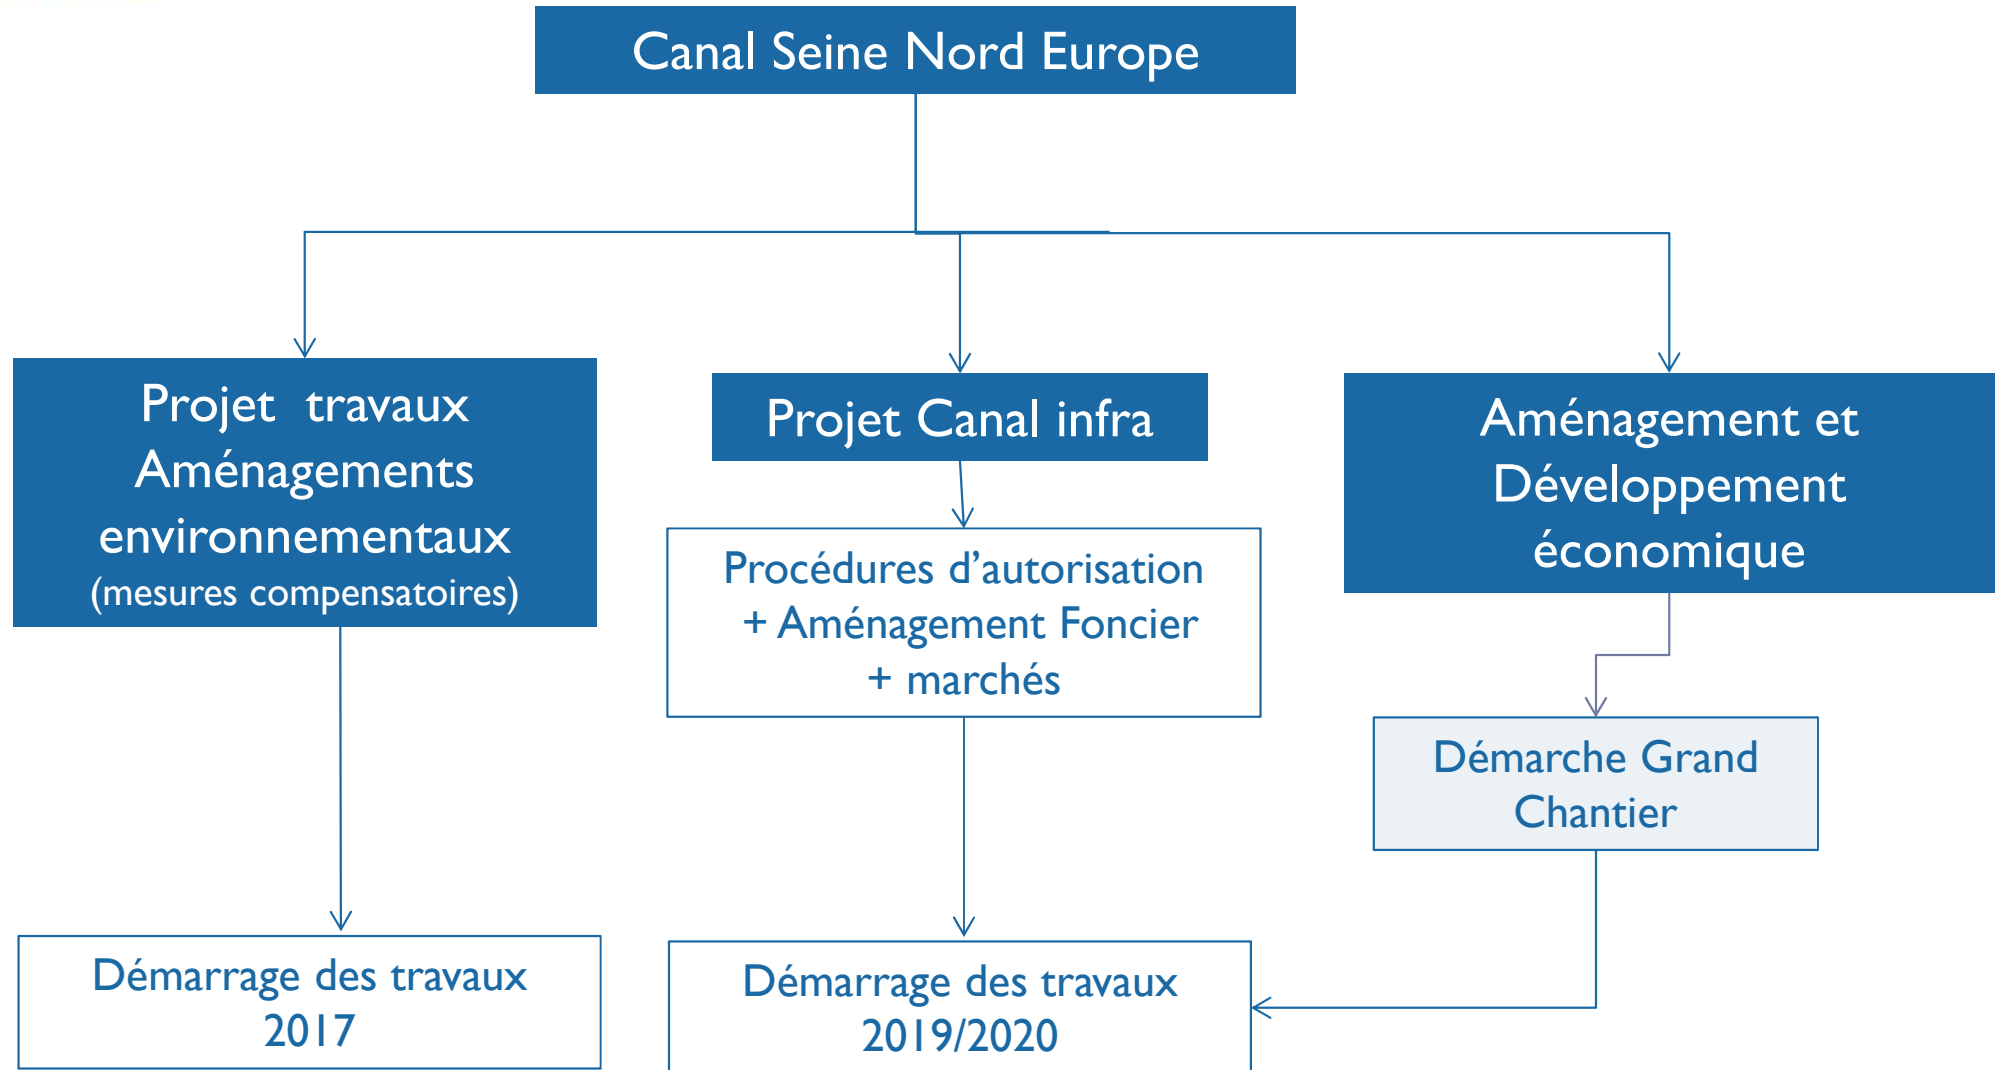 Canal Seine Nord Europe
Projet travaux
Aménagements
environnementaux
(mesures compensatoires)
Projet Canal infra
Aménagement et
Développement
économique
Procédures d’autorisation
+ Aménagement Foncier
+ marchés
Démarche Grand
Chantier
Démarrage des travaux
2017
Démarrage des travaux
2019/2020